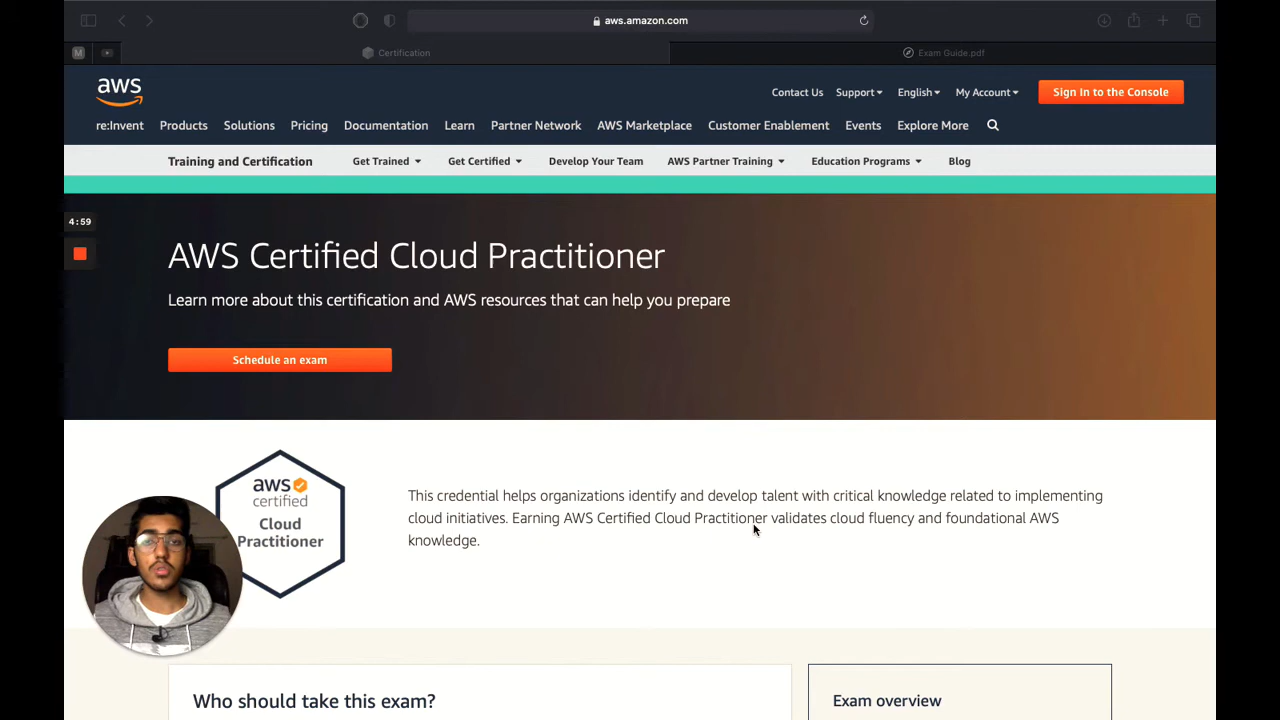 aws.amazon.com
M
Certification
Exam Guide.pdf
aws
Contact Us Support English My Account Sign In to the Console
re:Invent Products Solutions Pricing Documentation Learn Partner Network AWS Marketplace Customer Enablement Events Explore More
Training and Certification Get Trained Get Certified Develop Your Team AWS Partner Training Education Programs Blog
4:59
AWS Certified Cloud Practitioner
Learn more about this certification and AWS resources that can help you prepare
Schedule an exam
aws
certified
Cloud
Practitioner
This credential helps organizations identify and develop talent with critical knowledge related to implementing
cloud initiatives. Earning AWS Certified Cloud Practitioner validates cloud fluency and foundational AWS
knowledge.
Who should take this exam?
Exam overview